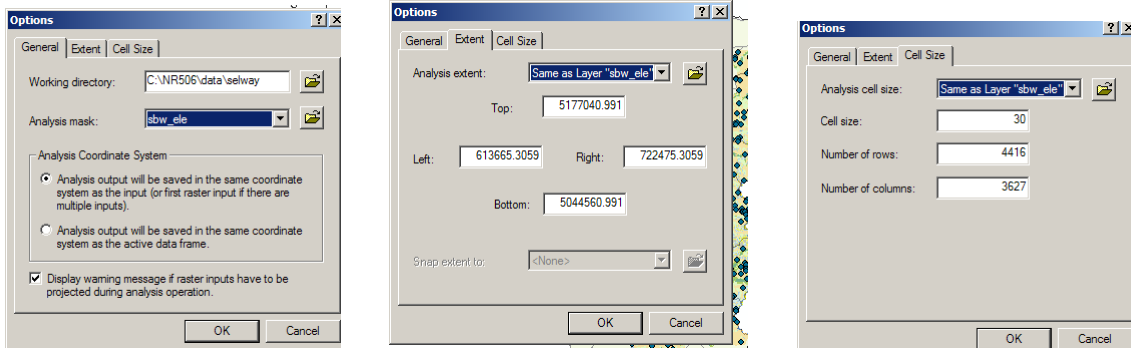 Options
General Extent Cell Size
Working directory: C:\NR506\data\selway
Analysis mask: sbw_ele
Analysis Coordinate System
Analysis output will be saved in the same coordinate
system as the input (or first raster input if there are
multiple inputs).
Analysis output will be saved in the same coordinate
system as the active data frame.
Display warning message if raster inputs have to be
projected during analysis operation.
OK Cancel
Options
General Extent Cell Size
Analysis extent: Same as Layer "sbw_ele"
Top: 5177040.991
Left: 613665.3059 Right: 722475.3059
Bottom: 5044560.991
Snap extent to: <None>
OK Cancel
Options
General Extent Cell Size
Analysis cell size: Same as Layer "sbw_ele"
Cell size: 30
Number of rows: 4416
Number of columns: 3627
OK Cancel